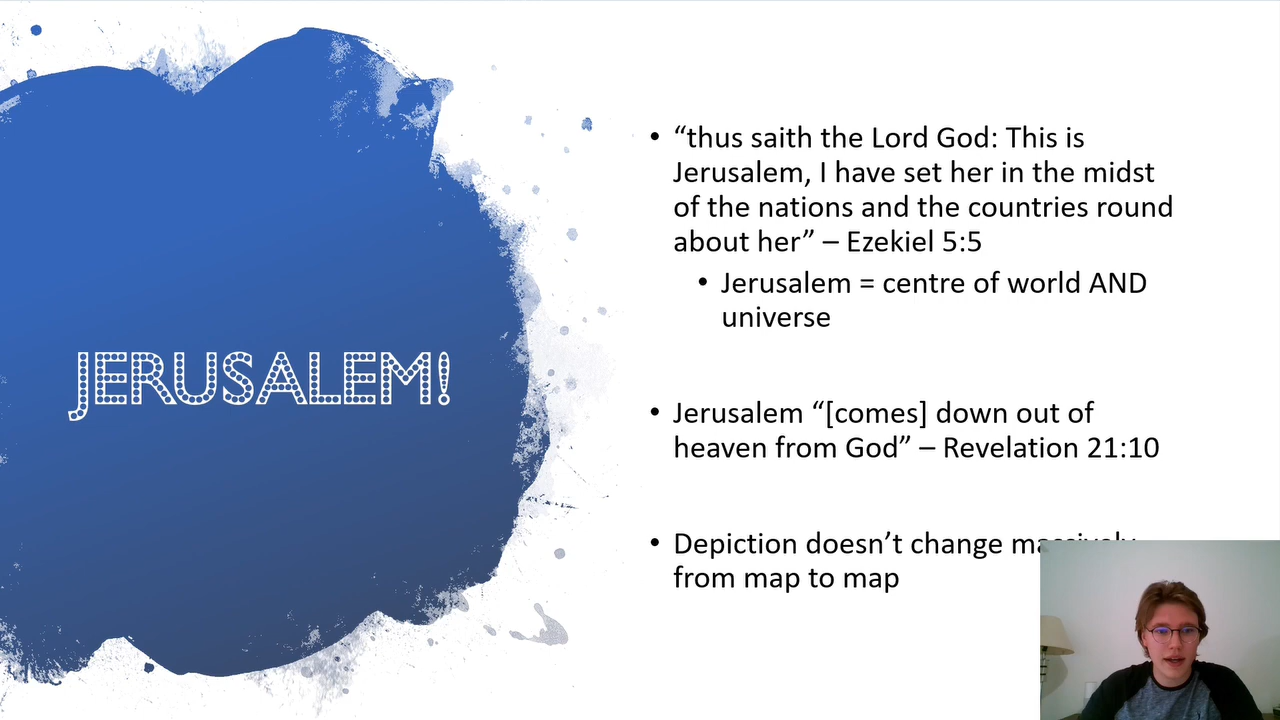 JERUSALEM!
• “thus saith the Lord God: This is
Jerusalem, I have set her in the midst
of the nations and the countries round
about her” – Ezekiel 5:5
• Jerusalem = centre of world AND
universe
• Jerusalem “[comes] down out of
heaven from God” – Revelation 21:10
• Depiction doesn’t change massively
from map to map